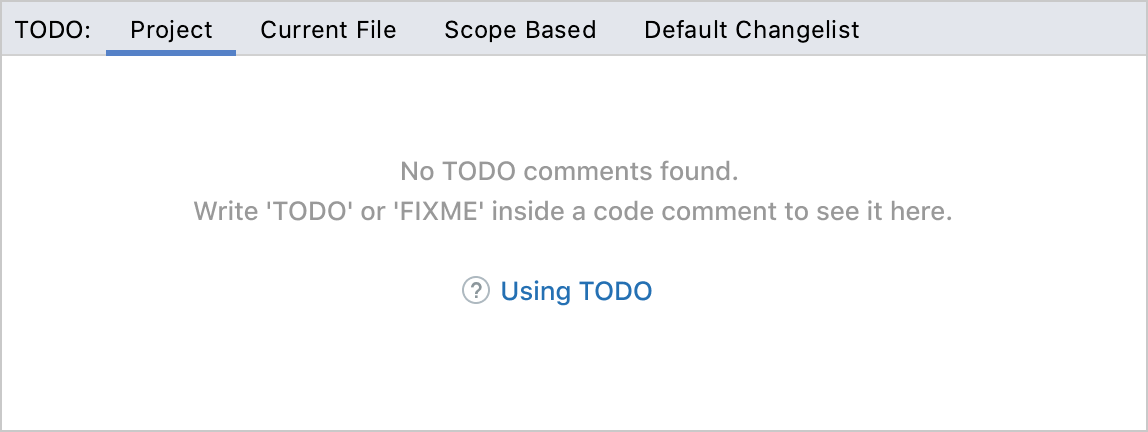 TODO: Project Current File Scope Based Default Changelist
No TODO comments found.
Write 'TODO' or 'FIXME' inside a code comment to see it here.
? Using TODO